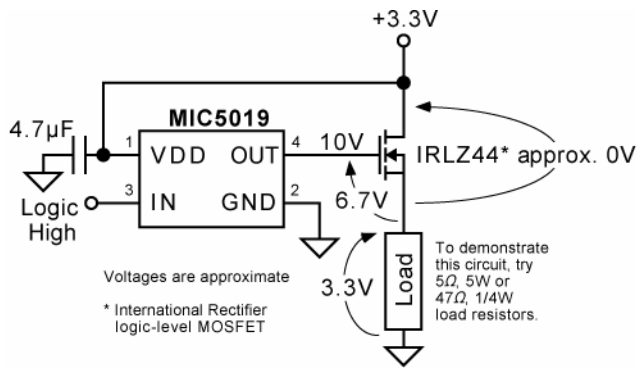 +3.3V
MIC5019
4.7µF
1
VDD
OUT
4
10V
IRLZ44* approx. 0V
Logic
High
3
IN
GND
2
6.7V
Load
3.3V
To demonstrate
this circuit, try
5Ω, 5W or
47Ω, 1/4W
load resistors.
Voltages are approximate
* International Rectifier
logic-level MOSFET